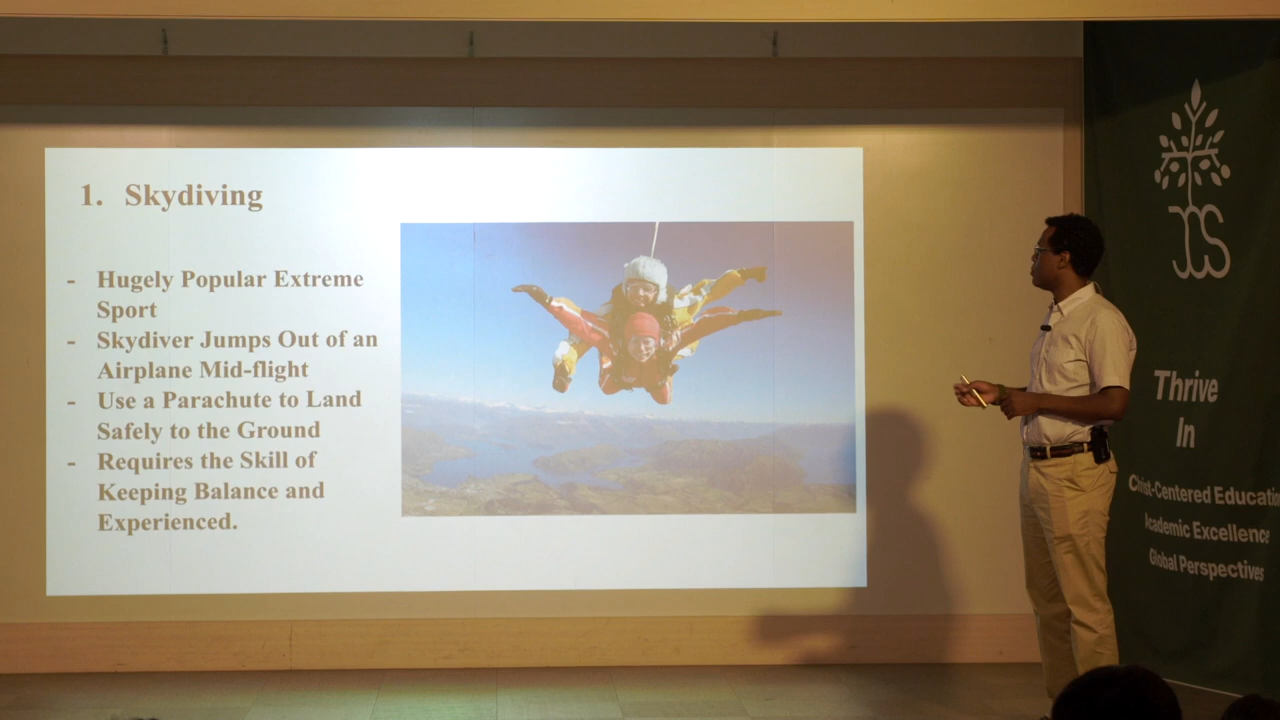 1. Skydiving
- Hugely Popular Extreme
Sport
- Skydiver Jumps Out of an
Airplane Mid-flight
- Use a Parachute to Land
Safely to the Ground
- Requires the Skill of
Keeping Balance and
Experienced.
ICS
Thrive
In
Christ-Centered Educatio
Academic Excellence
Global Perspectives